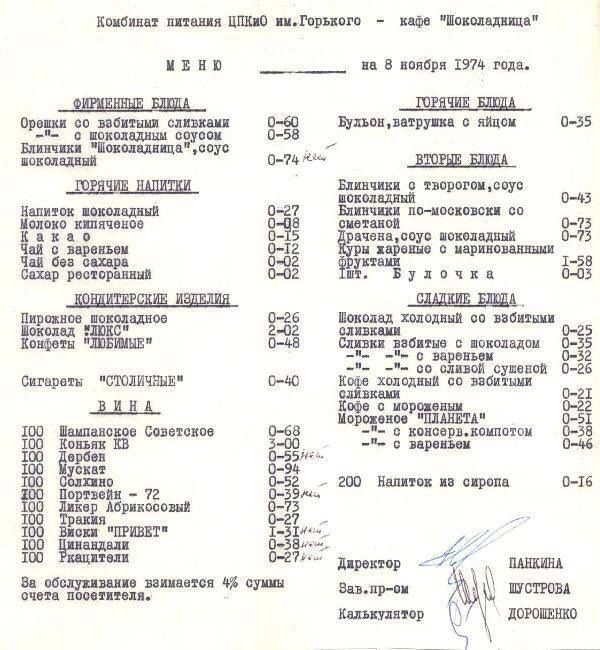 Комбинат питания ЦПКиО им.Горького - кафе "Шоколадница"
МЕНЮ на 8 ноября 1974 года.
ФИРМЕННЫЕ БЛЮДА
Орешки со взбитыми сливками 0-60
-"- с шоколадным соусом 0-58
Блинчики "Шоколадница",соус
шоколадный 0-74 нет
ГОРЯЧИЕ НАПИТКИ
Напиток шоколадный 0-27
Молоко кипяченое 0-08
Какао 0-15
Чай с вареньем 0-12
Чай без сахара 0-02
Сахар ресторанный 0-02
КОНДИТЕРСКИЕ ИЗДЕЛИЯ
Пирожное шоколадное 0-26
Шоколад "ЛЮКС" 2-02
Конфеты "ЛЮБИМЫЕ" 0-48
Сигареты "СТОЛИЧНЫЕ" 0-40
ВИНА
100 Шампанское Советское 0-68
100 Коньяк КВ 3-00
100 Дербен 0-55 нет
100 Мускат 0-94
100 Солхино 0-52
100 Портвейн - 72 0-39 нет
100 Ликер Абрикосовый 0-73
100 Тракия 0-27
100 Виски "ПРИВЕТ" 1-31 нет
100 Цинандали 0-38 нет
100 Ркацители 0-27 нет
За обслуживание взимается 4% суммы
счета посетителя.
ГОРЯЧИЕ БЛЮДА
Бульон,ватрушка с яйцом 0-35
ВТОРЫЕ БЛЮДА
Блинчики с творогом,соус
шоколадный 0-43
Блинчики по-московски со
сметаной 0-73
Драчена,соус шоколадный 0-73
Куры жареные с маринованными
фруктами 1-58
1шт. Булочка 0-03
СЛАДКИЕ БЛЮДА
Шоколад холодный со взбитыми
сливками 0-25
Сливки взбитые с шоколадом 0-35
-"- -"- с вареньем 0-32
-"- -"- со сливой сушеной 0-26
Кофе холодный со взбитыми
сливками 0-21
Кофе с мороженым 0-22
Мороженое "ПЛАНЕТА" 0-51
-"- с консерв.компотом 0-38
-"- с вареньем 0-46
200 Напиток из сиропа 0-16
Директор ПАНКИНА
Зав.пр-ом ШУСТРОВА
Калькулятор ДОРОШЕНКО